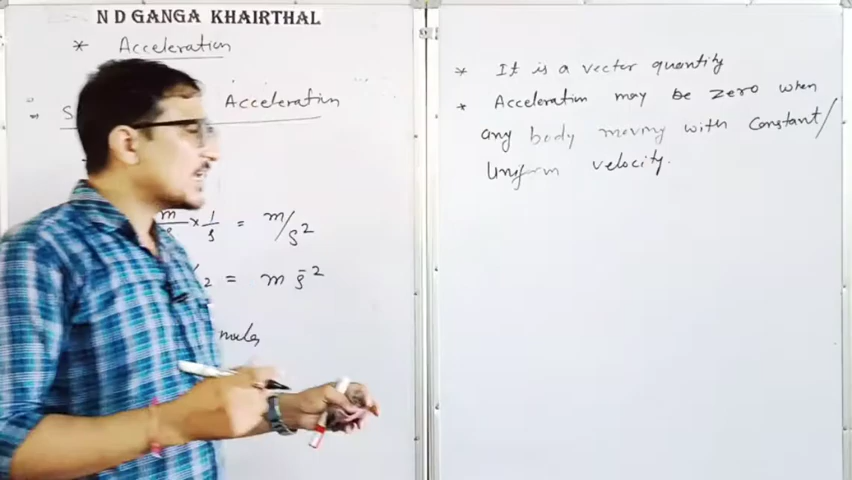 N D GANGA KHAIRTHAL
* Acceleration
S Acceleration
m × 1/s = m/s²
2 = m s̄²
* It is a vector quantity
* Acceleration may be zero when
any body moving with constant/
Uniform velocity.